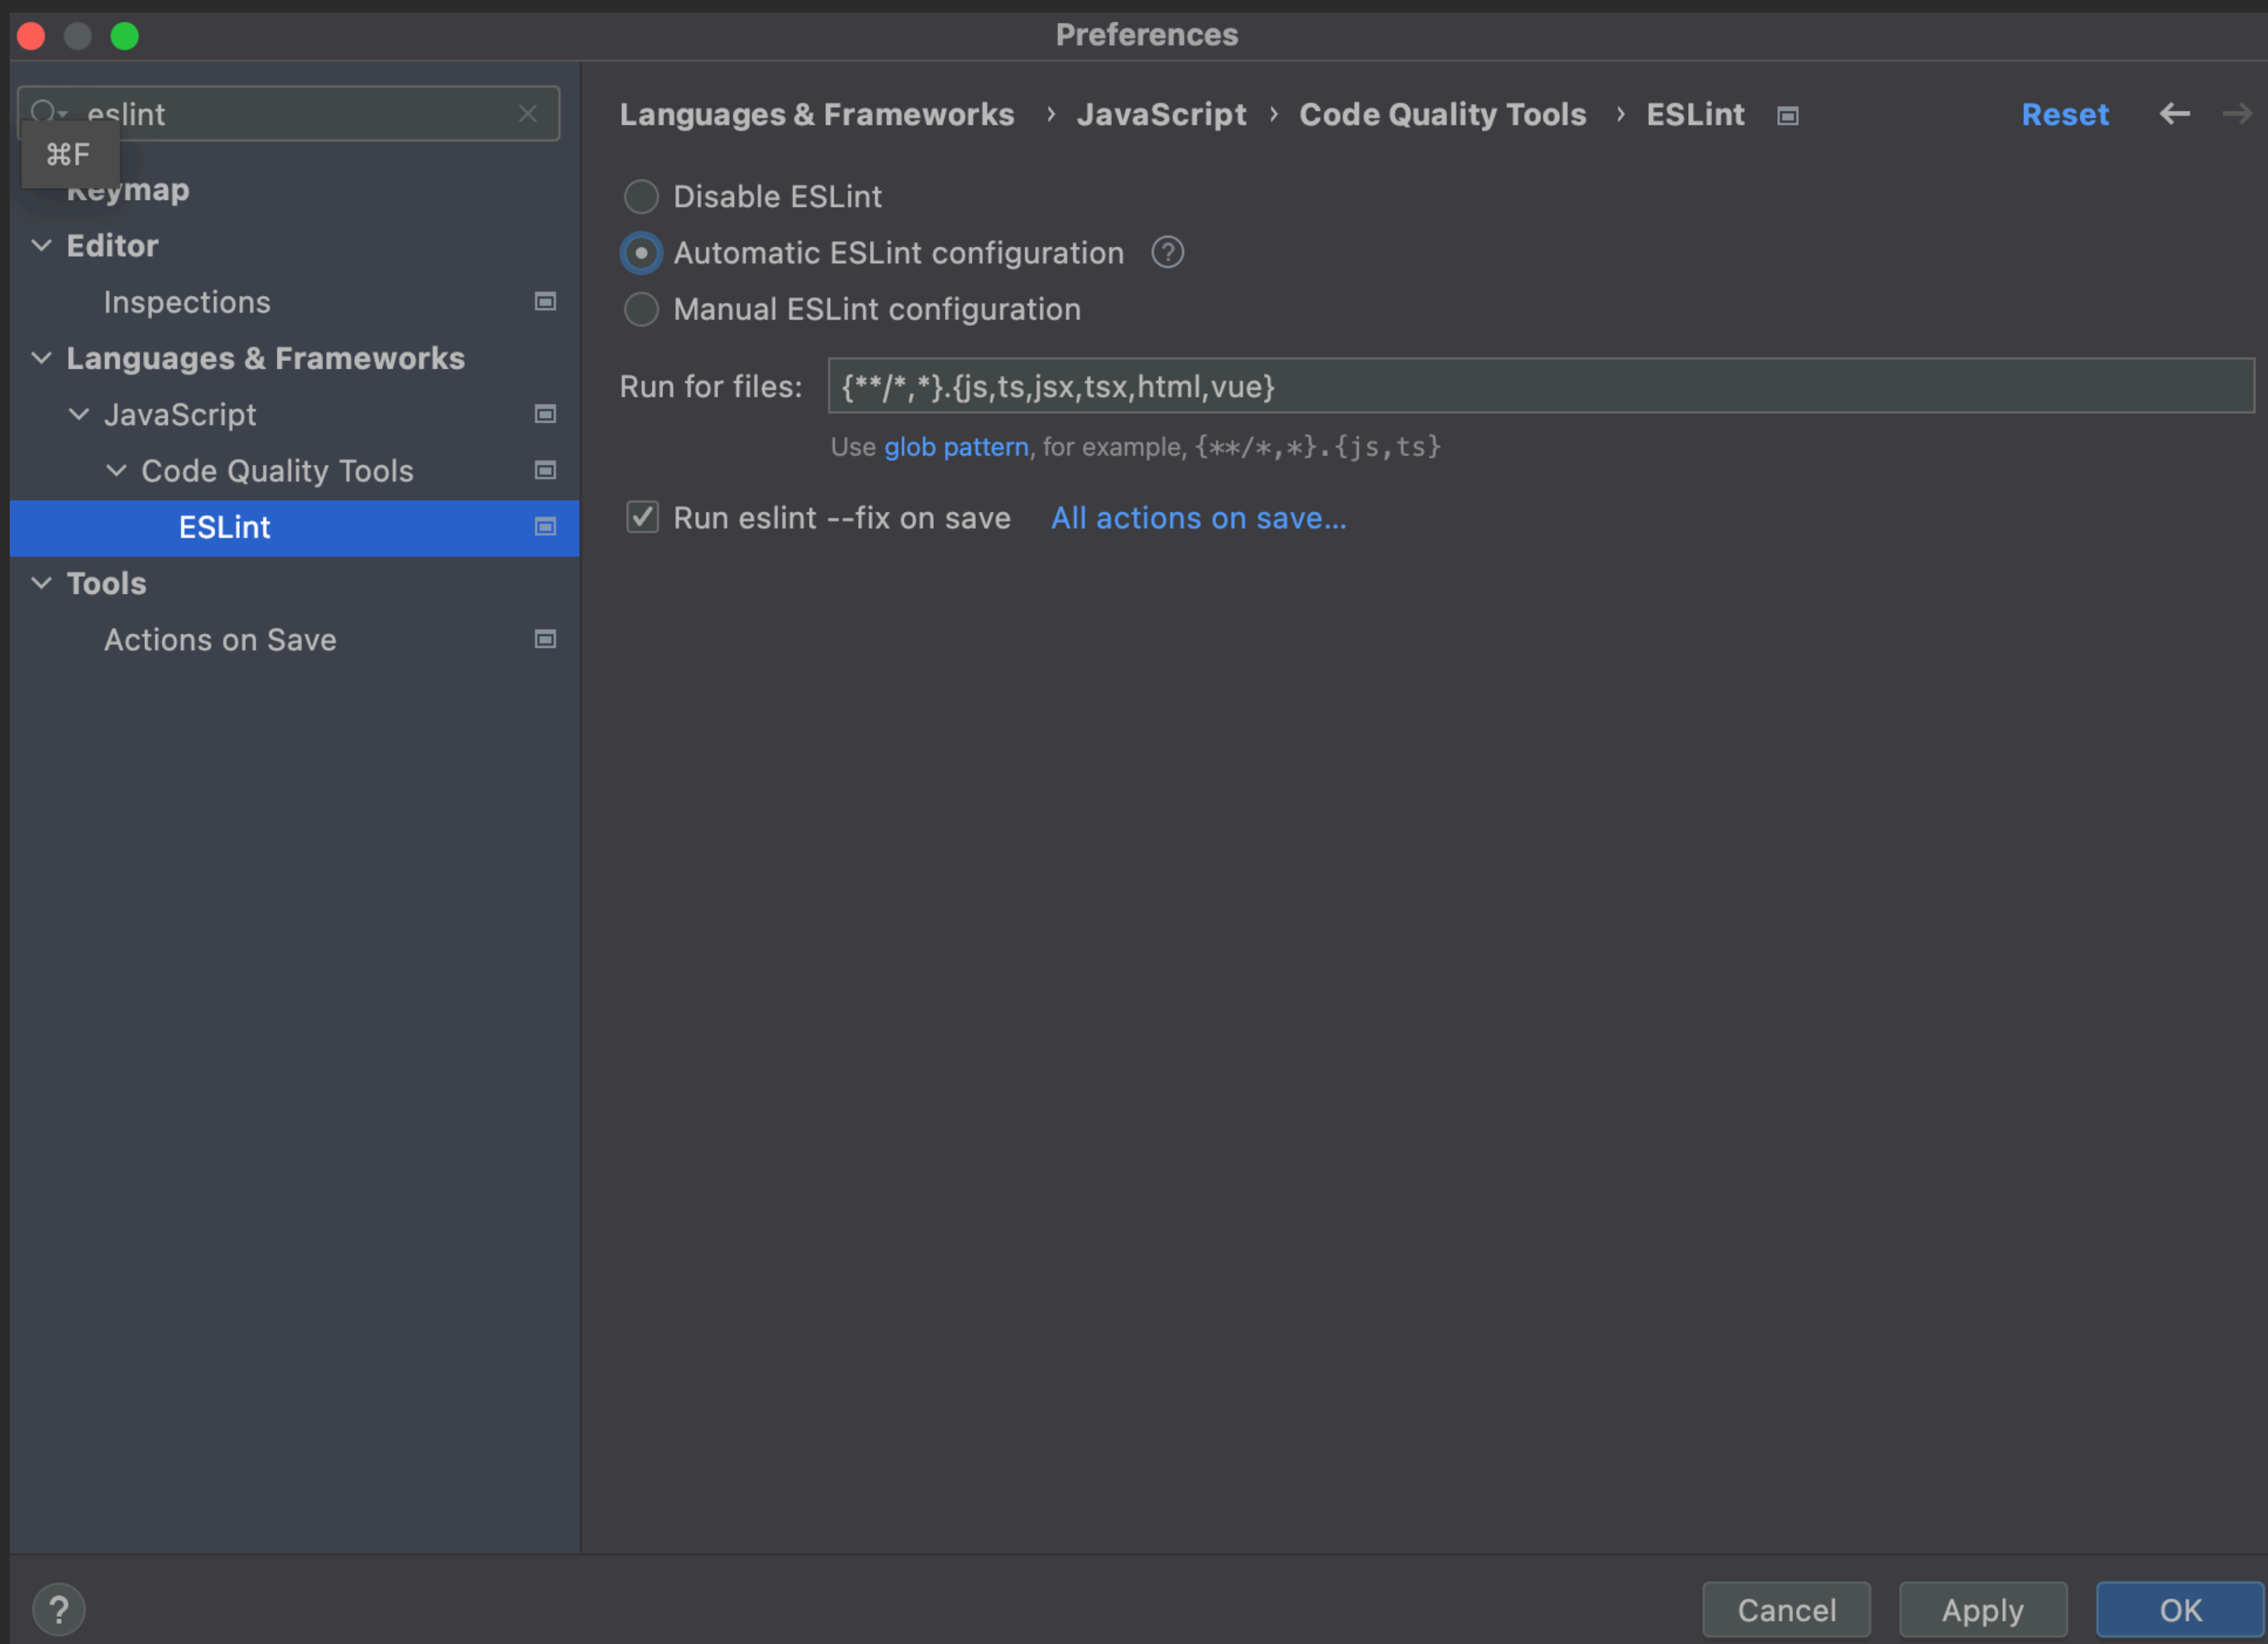 Preferences
eslint
⌘F
Keymap
Editor
Inspections
Languages & Frameworks
JavaScript
Code Quality Tools
ESLint
Tools
Actions on Save
Languages & Frameworks › JavaScript › Code Quality Tools › ESLint
Reset
Disable ESLint
Automatic ESLint configuration ?
Manual ESLint configuration
Run for files: {**/*,*}.{js,ts,jsx,tsx,html,vue}
Use glob pattern, for example, {**/*,*}.{js,ts}
Run eslint --fix on save All actions on save...
?
Cancel
Apply
OK